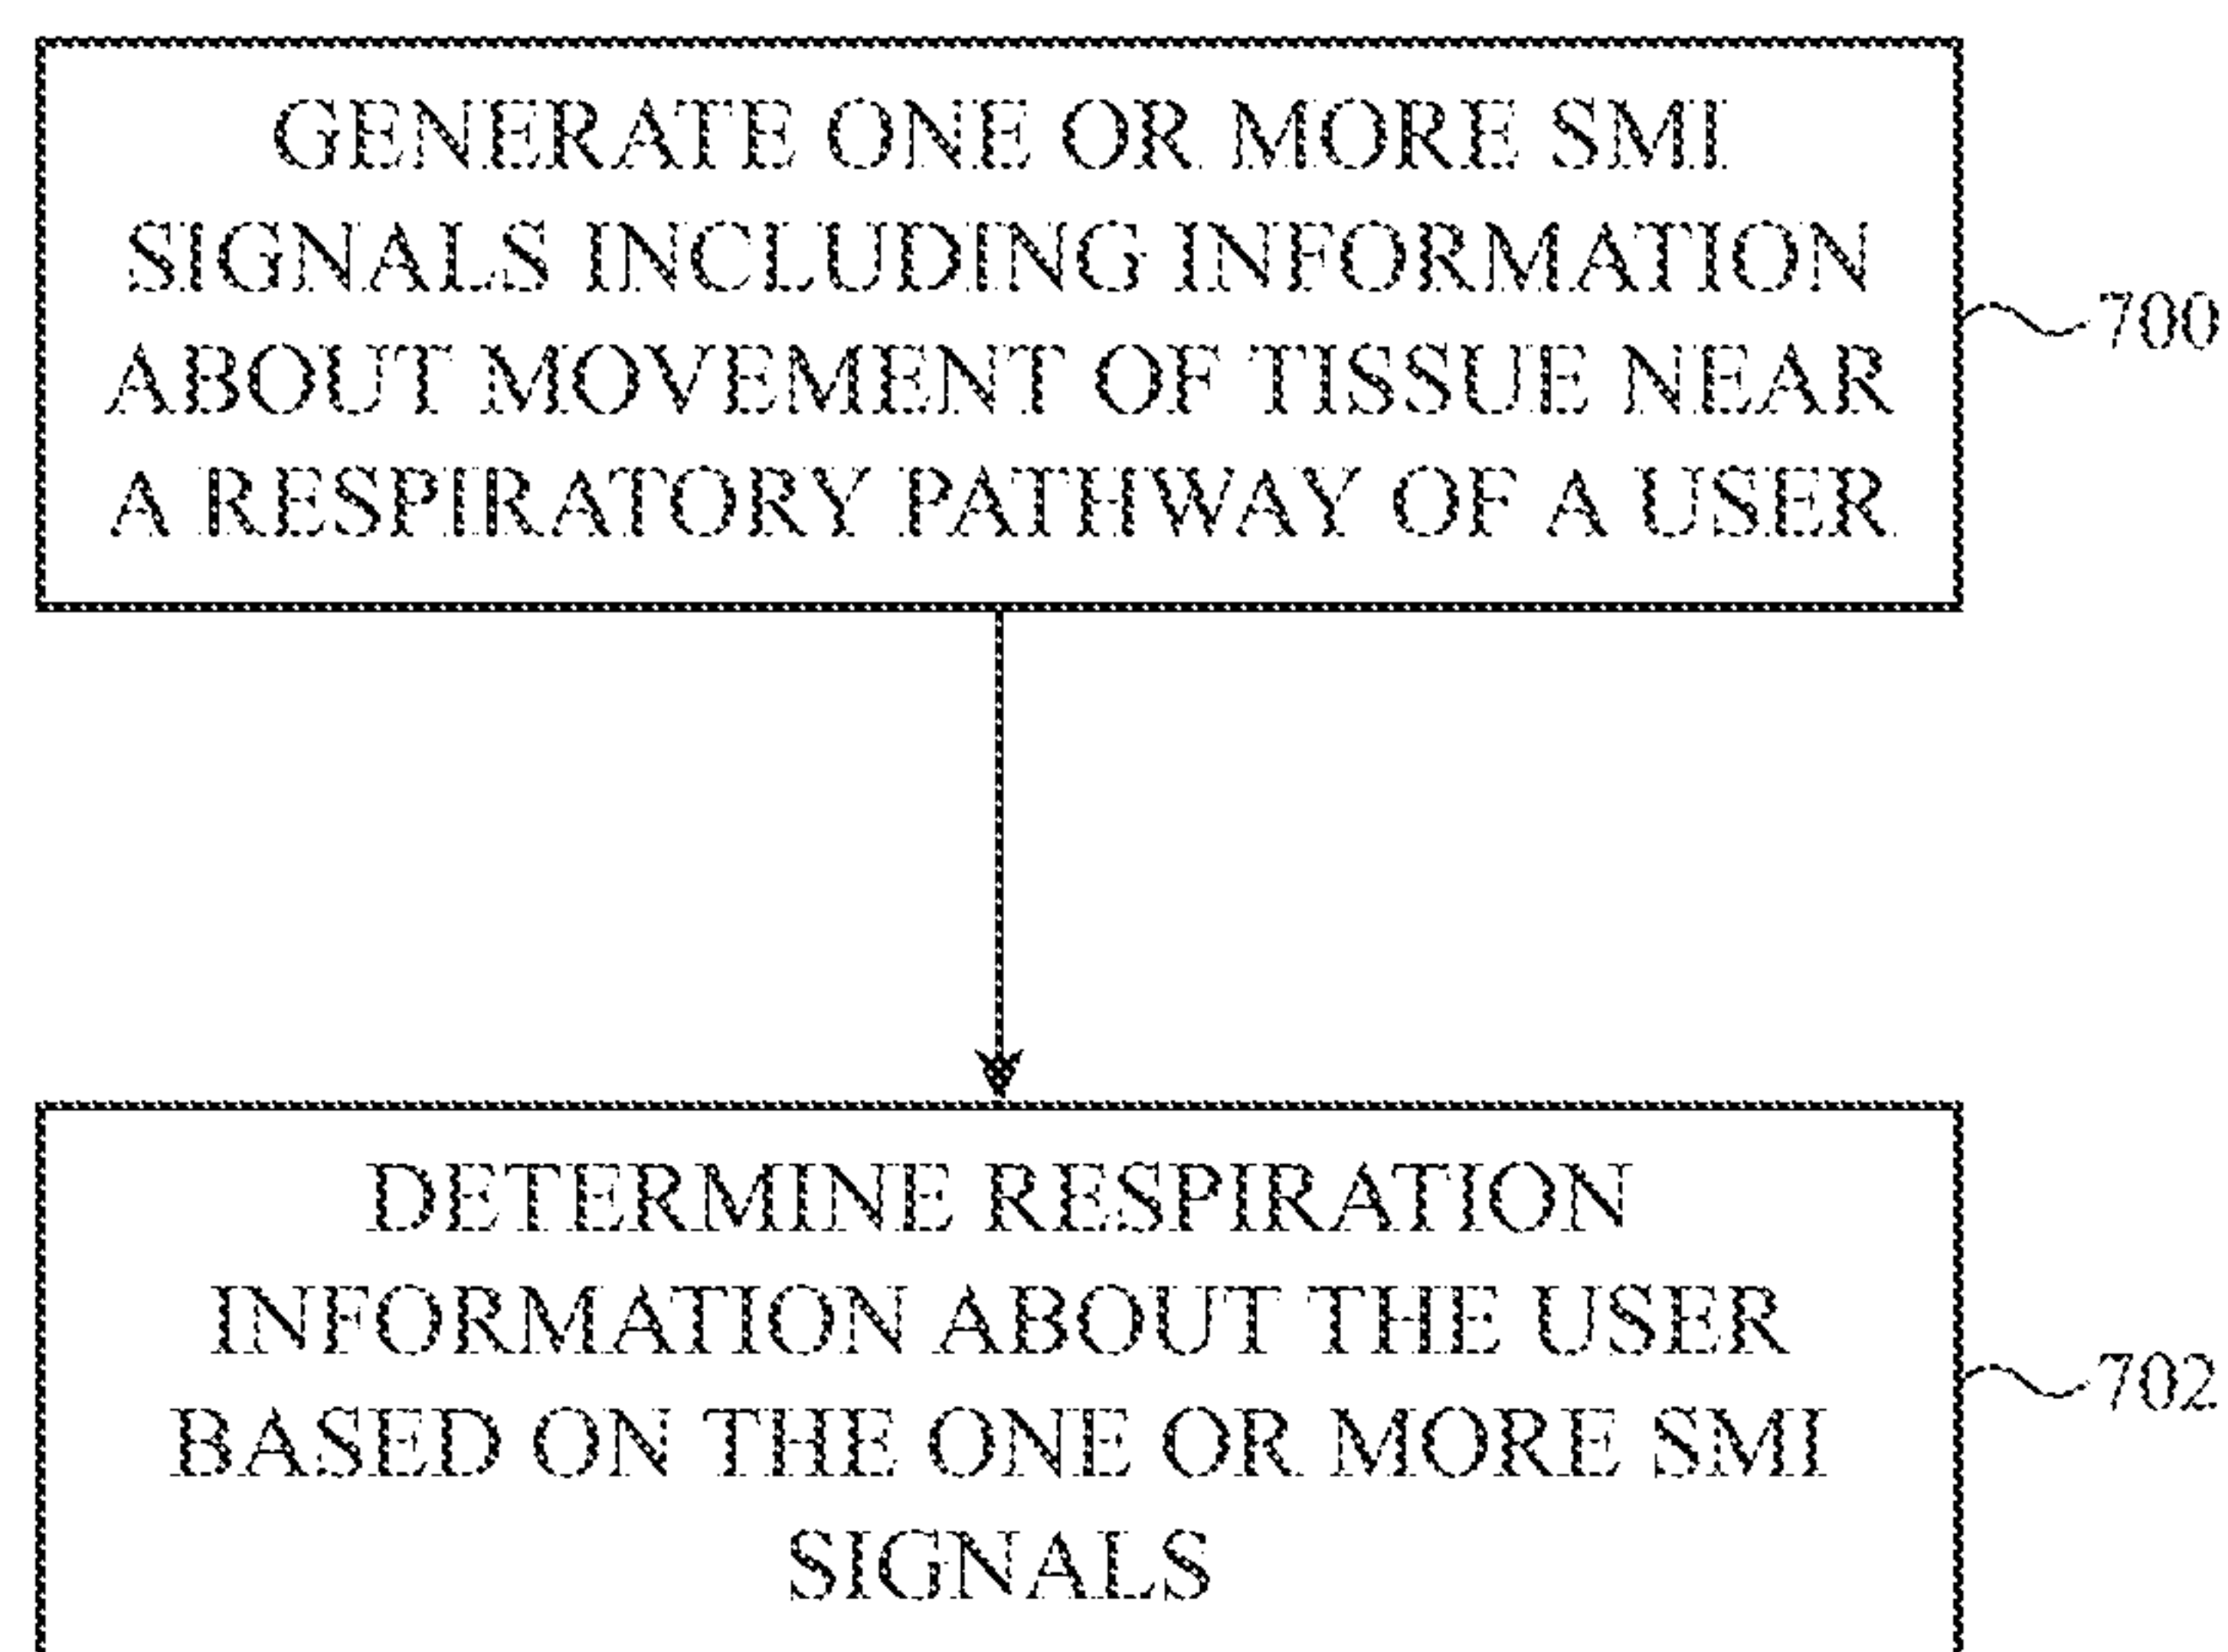 GENERATE ONE OR MORE SMI
SIGNALS INCLUDING INFORMATION
ABOUT MOVEMENT OF TISSUE NEAR
A RESPIRATORY PATHWAY OF A USER
700
DETERMINE RESPIRATION
INFORMATION ABOUT THE USER
BASED ON THE ONE OR MORE SMI
SIGNALS
702